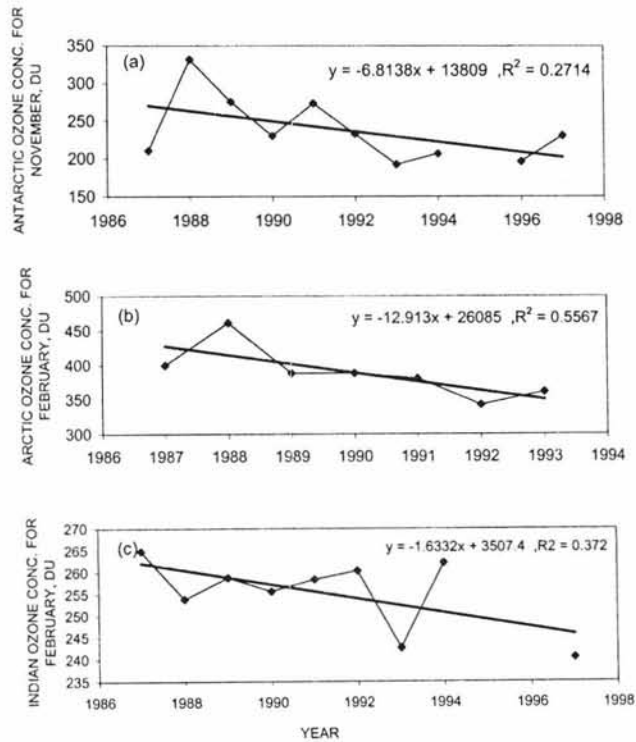 ANTARCTIC OZONE CONC. FOR
NOVEMBER, DU
350
300
250
200
150
(a)
y = -6.8138x + 13809 ,R² = 0.2714
1986 1988 1990 1992 1994 1996 1998
ARCTIC OZONE CONC. FOR
FEBRUARY, DU
500
450
400
350
300
(b)
y = -12.913x + 26085 ,R² = 0.5567
1986 1987 1988 1989 1990 1991 1992 1993 1994
INDIAN OZONE CONC. FOR
FEBRUARY, DU
270
265
260
255
250
245
240
235
(c)
y = -1.6332x + 3507.4 ,R2 = 0.372
1986 1988 1990 1992 1994 1996 1998
YEAR